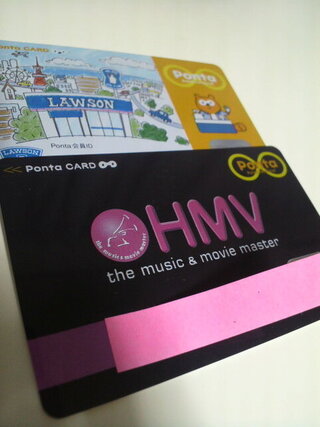 Ponta CARD
Ponta
LAWSON
Ponta会員ID
LAWSON
<< Ponta CARD
Ponta
HMV
the music & movie master
the music & movie master